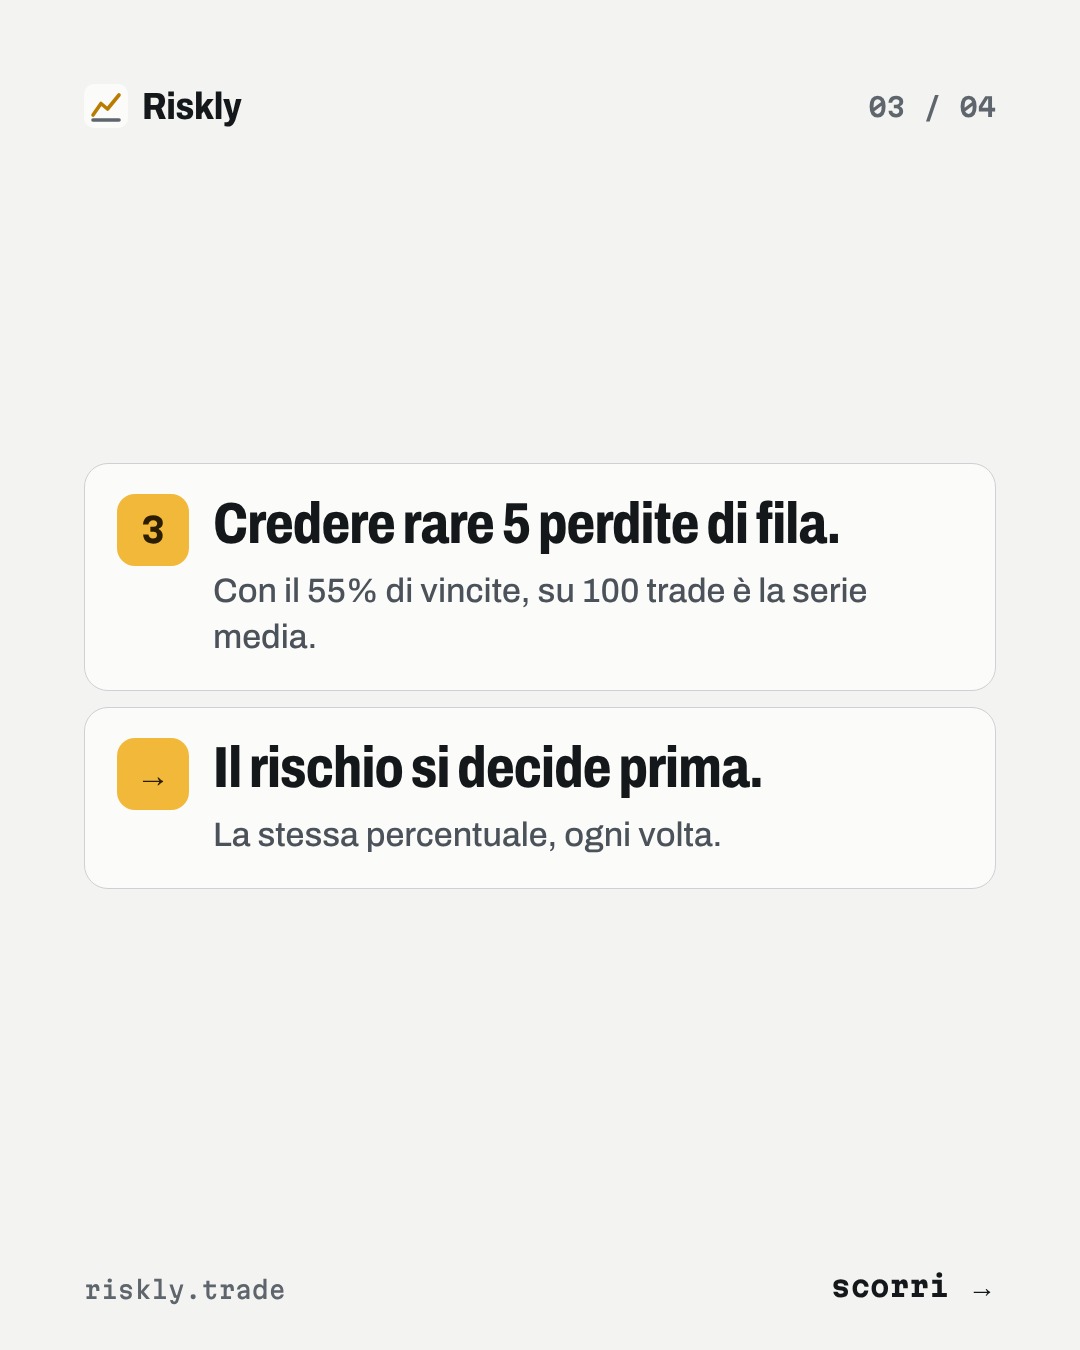 Riskly
03 / 04
3
Credere rare 5 perdite di fila.
Con il 55% di vincite, su 100 trade è la serie
media.
→
Il rischio si decide prima.
La stessa percentuale, ogni volta.
riskly.trade
scorri →